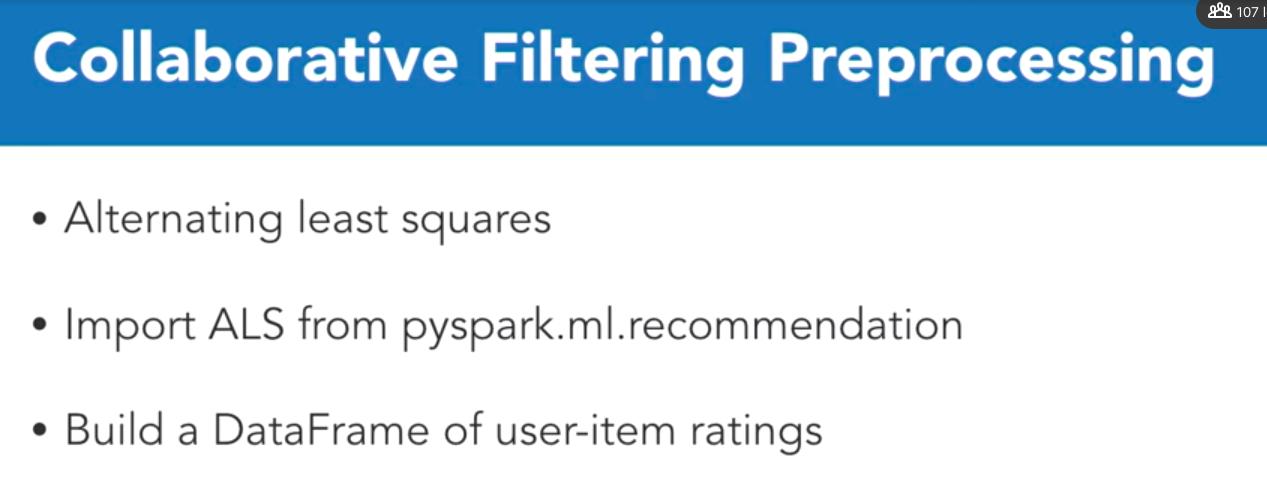 107
Collaborative Filtering Preprocessing
• Alternating least squares
• Import ALS from pyspark.ml.recommendation
• Build a DataFrame of user-item ratings